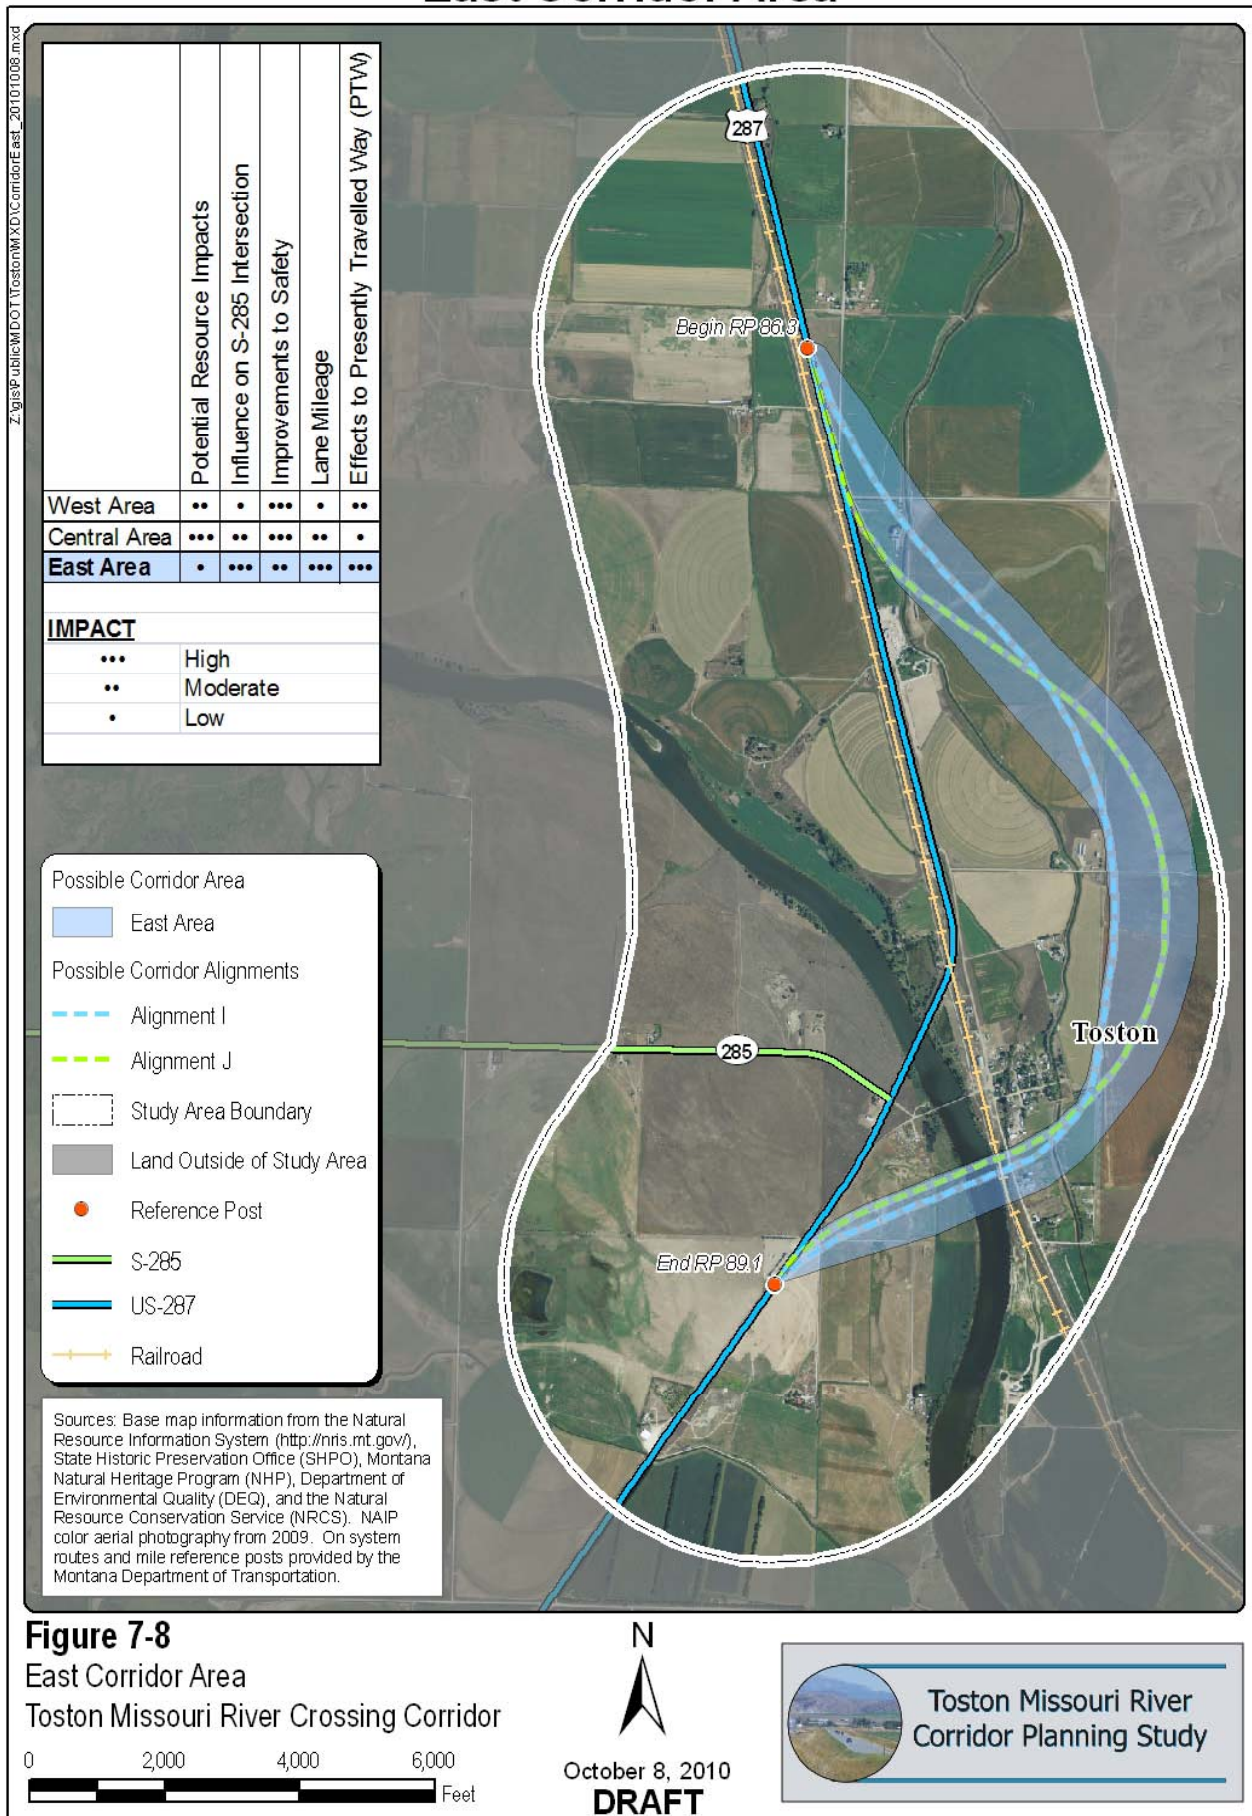 East Corridor Area
Z:\gis\Public\MDOT\Toston\MXD\CorridorEast_20101008.mxd
Potential Resource Impacts
Influence on S-285 Intersection
Improvements to Safety
Lane Mileage
Effects to Presently Travelled Way (PTW)
West Area •• • ••• • ••
Central Area ••• •• ••• •• •
East Area • ••• •• ••• •••
IMPACT
••• High
•• Moderate
• Low
287
Begin RP 86.3
285
Toston
End RP 89.1
Possible Corridor Area
East Area
Possible Corridor Alignments
Alignment I
Alignment J
Study Area Boundary
Land Outside of Study Area
Reference Post
S-285
US-287
Railroad
Sources: Base map information from the Natural
Resource Information System (http://nris.mt.gov/),
State Historic Preservation Office (SHPO), Montana
Natural Heritage Program (NHP), Department of
Environmental Quality (DEQ), and the Natural
Resource Conservation Service (NRCS). NAIP
color aerial photography from 2009. On system
routes and mile reference posts provided by the
Montana Department of Transportation.
Figure 7-8
East Corridor Area
Toston Missouri River Crossing Corridor
0 2,000 4,000 6,000
Feet
N
October 8, 2010
DRAFT
Toston Missouri River
Corridor Planning Study